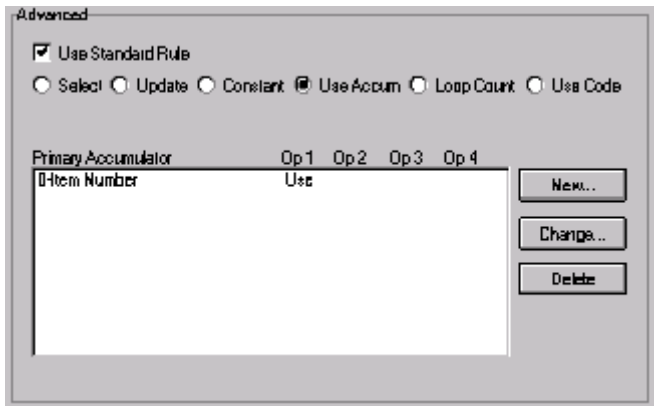 Advanced
Use Standard Rule
Select Update Constant Use Accum Loop Count Use Code
Primary Accumulator Op 1 Op 2 Op 3 Op 4
0-Item Number Use
New...
Change...
Delete